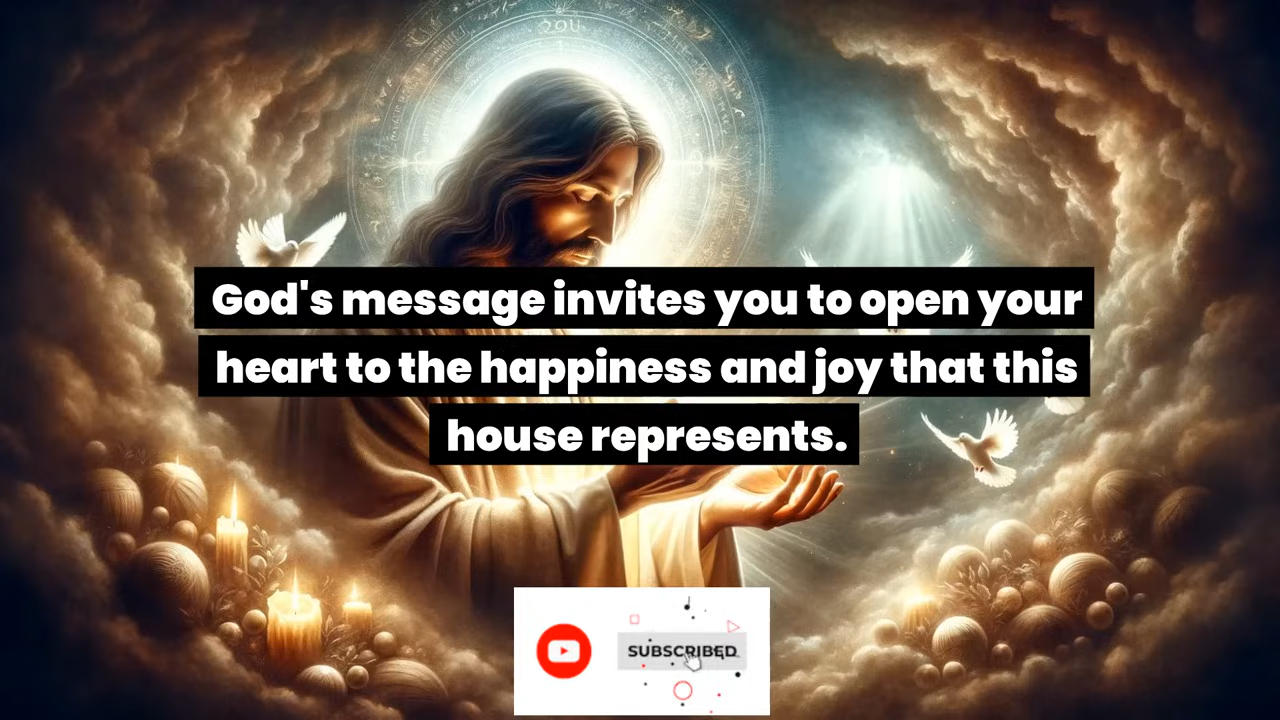 God's message invites you to open your
heart to the happiness and joy that this
house represents.
SUBSCRIBED